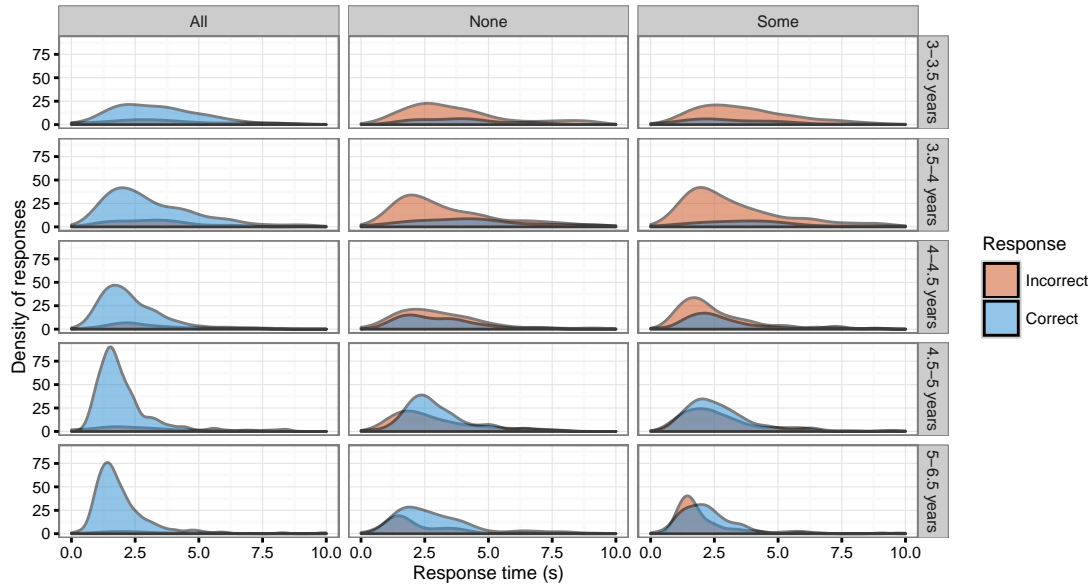 All None Some
75
50
25
0
3−3.5 years
75
50
25
0
3.5−4 years
75
50
25
0
4−4.5 years
75
50
25
0
4.5−5 years
75
50
25
0
5−6.5 years
0.0 2.5 5.0 7.5 10.0 0.0 2.5 5.0 7.5 10.0 0.0 2.5 5.0 7.5 10.0
Response time (s)
Density of responses
Response
Incorrect
Correct